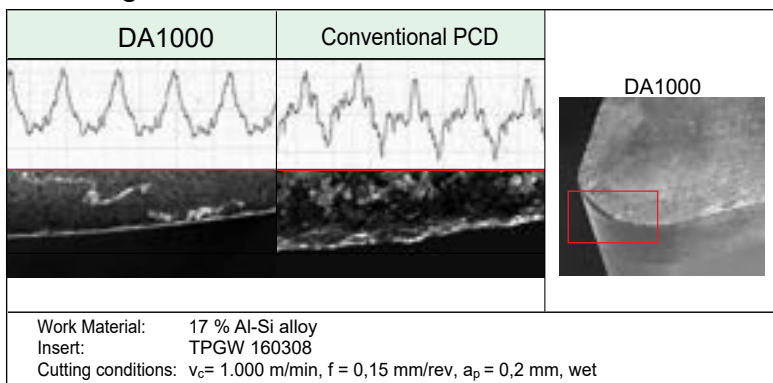 DA1000
Conventional PCD
DA1000
Work Material: 17 % Al-Si alloy
Insert: TPGW 160308
Cutting conditions: vc= 1.000 m/min, f = 0,15 mm/rev, ap = 0,2 mm, wet